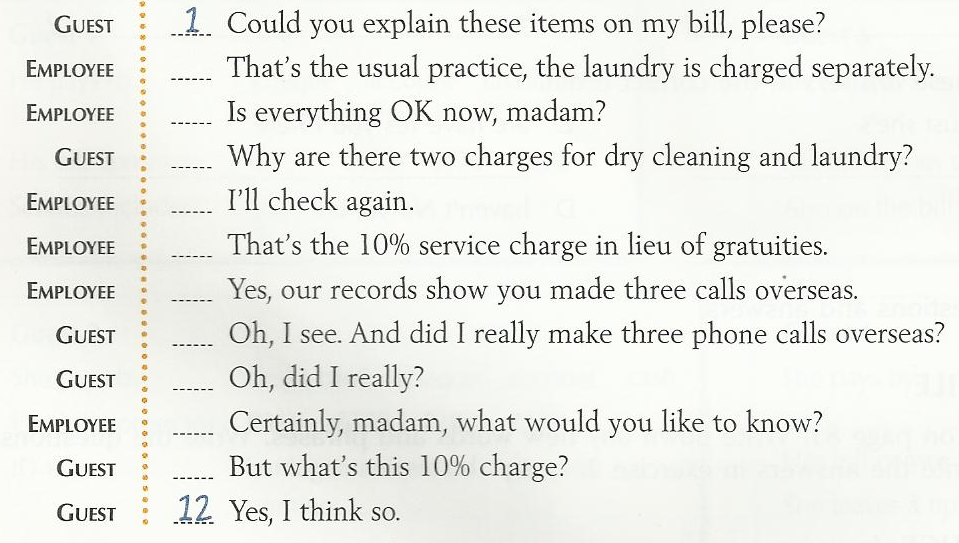 GUEST 1 Could you explain these items on my bill, please?
EMPLOYEE ...... That's the usual practice, the laundry is charged separately.
EMPLOYEE ...... Is everything OK now, madam?
GUEST ...... Why are there two charges for dry cleaning and laundry?
EMPLOYEE ...... I'll check again.
EMPLOYEE ...... That's the 10% service charge in lieu of gratuities.
EMPLOYEE ...... Yes, our records show you made three calls overseas.
GUEST ...... Oh, I see. And did I really make three phone calls overseas?
GUEST ...... Oh, did I really?
EMPLOYEE ...... Certainly, madam, what would you like to know?
GUEST ...... But what's this 10% charge?
GUEST 12 Yes, I think so.